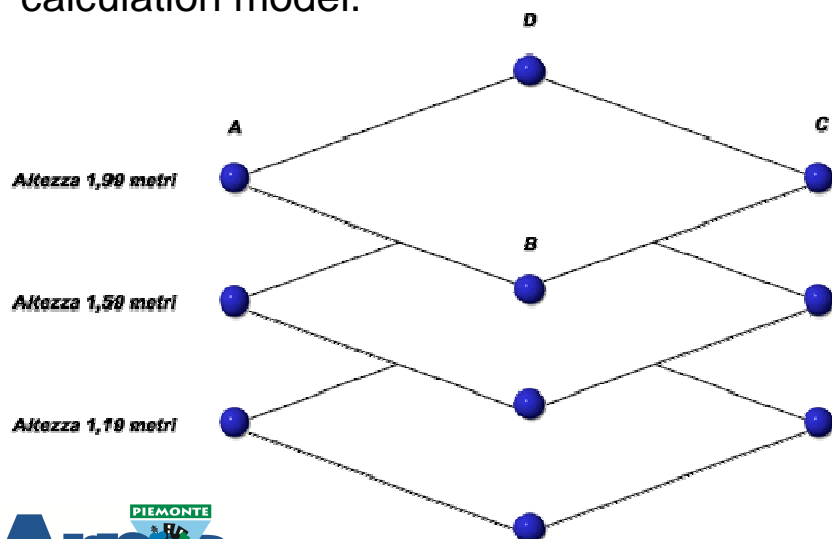 calculation model.
D
A
C
Altezza 1,90 metri
B
Altezza 1,50 metri
Altezza 1,10 metri
PIEMONTE